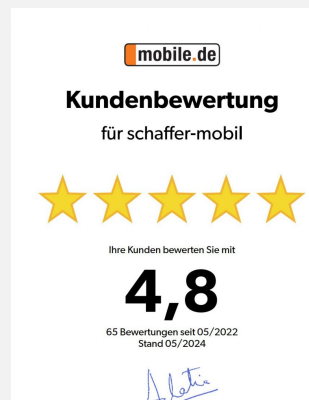 mobile.de
Kundenbewertung
für schaffer-mobil
Ihre Kunden bewerten Sie mit
4,8
65 Bewertungen seit 05/2022
Stand 05/2024